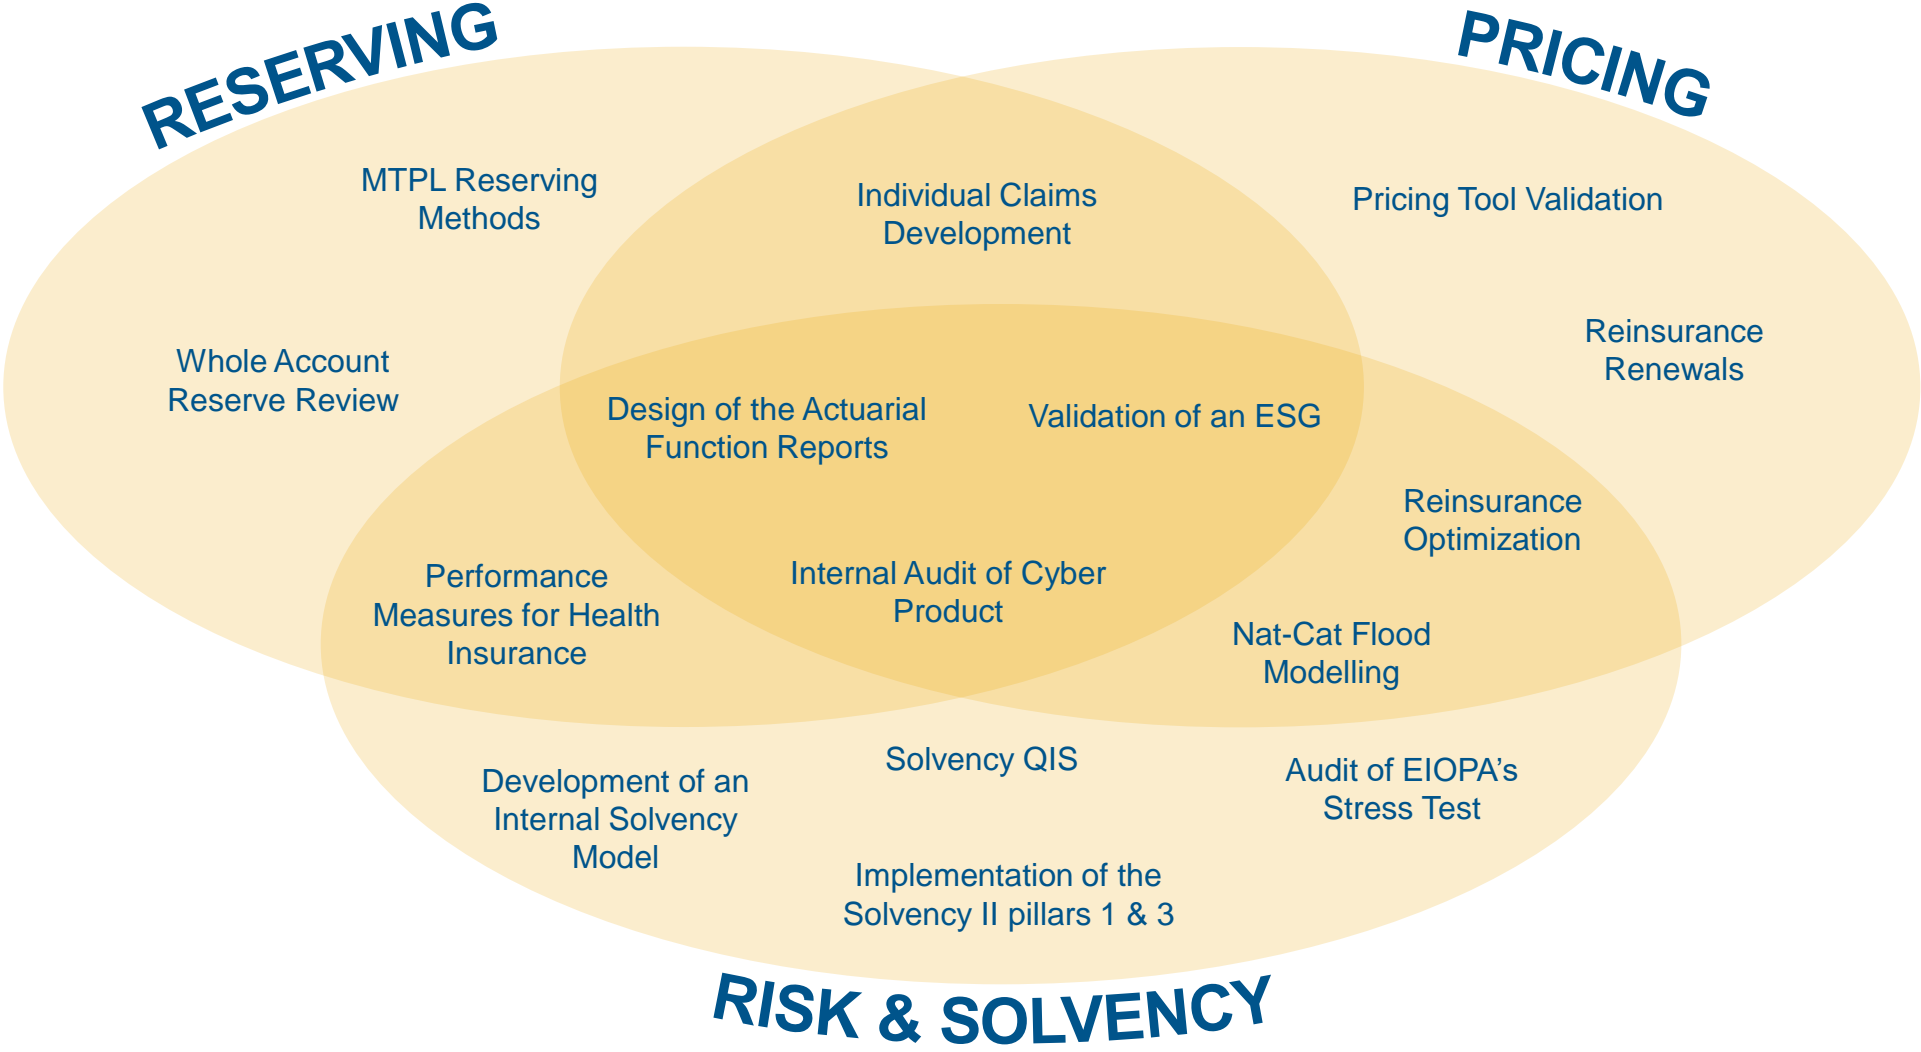 RESERVING
PRICING
MTPL Reserving
Methods
Individual Claims
Development
Pricing Tool Validation
Whole Account
Reserve Review
Reinsurance
Renewals
Design of the Actuarial
Function Reports
Validation of an ESG
Reinsurance
Optimization
Performance
Measures for Health
Insurance
Internal Audit of Cyber
Product
Nat-Cat Flood
Modelling
Development of an
Internal Solvency
Model
Solvency QIS
Audit of EIOPA’s
Stress Test
Implementation of the
Solvency II pillars 1 & 3
RISK & SOLVENCY